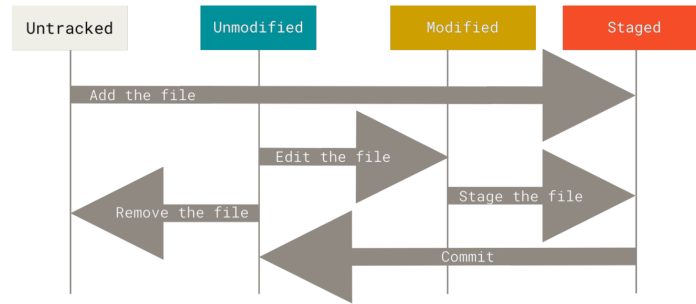 Untracked
Unmodified
Modified
Staged
Add the file
Edit the file
Stage the file
Remove the file
Commit